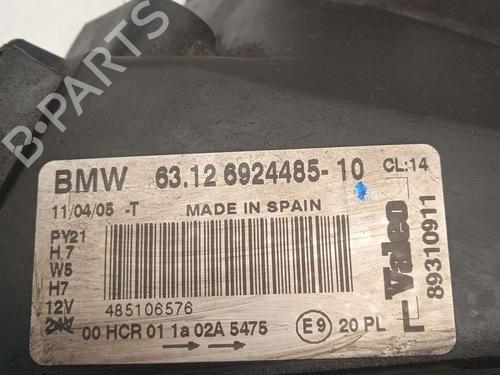 BMW 63.12 6924485-10 CL:14
11/04/05 -T MADE IN SPAIN
PY21
H7
W5
H7
12V
485106576
24V
00 HCR 01 1a 02A 5475
E9 20 PL
L Valeo
89310911
B-PARTS